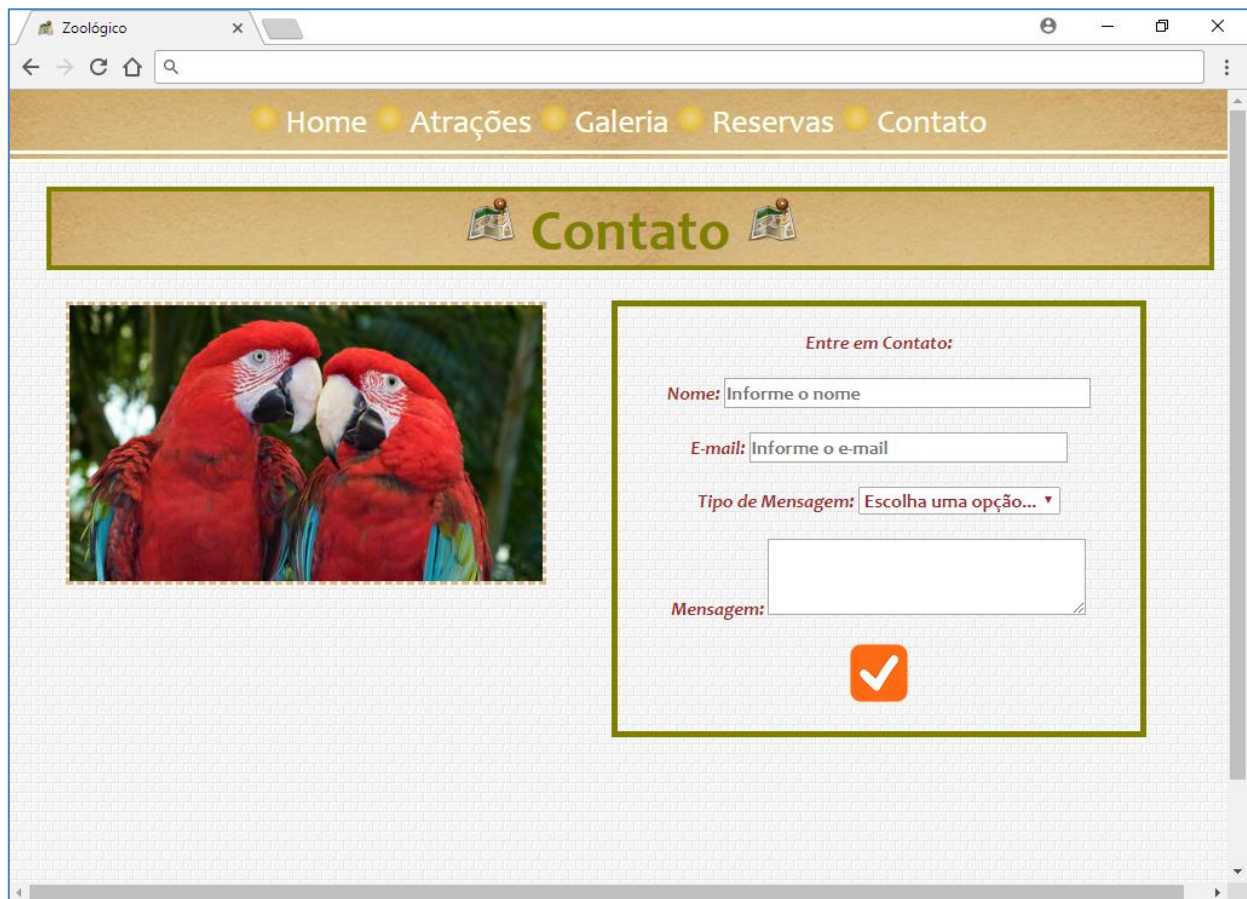 Zoológico
Home Atrações Galeria Reservas Contato
Contato
Entre em Contato:
Nome: Informe o nome
E-mail: Informe o e-mail
Tipo de Mensagem: Escolha uma opção...
Mensagem: